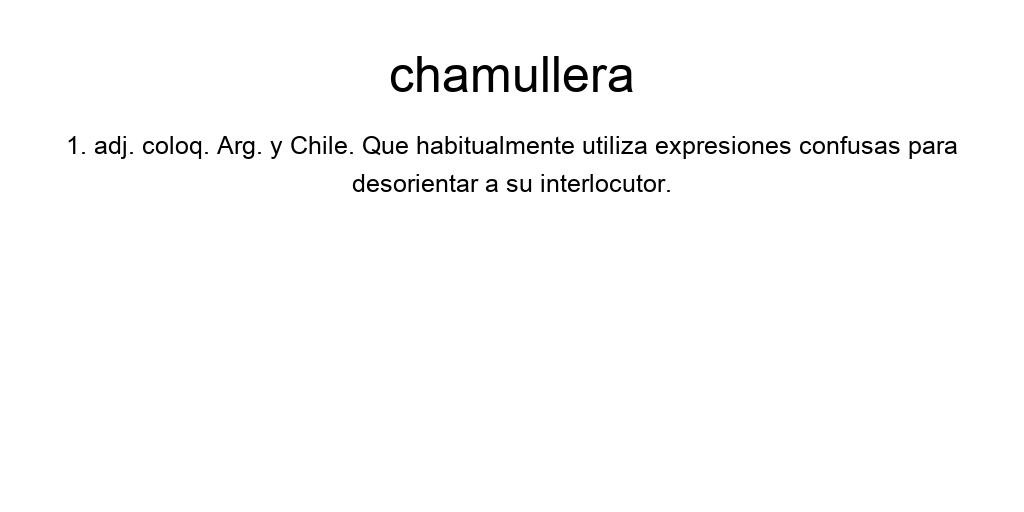 chamullera
1. adj. coloq. Arg. y Chile. Que habitualmente utiliza expresiones confusas para
desorientar a su interlocutor.